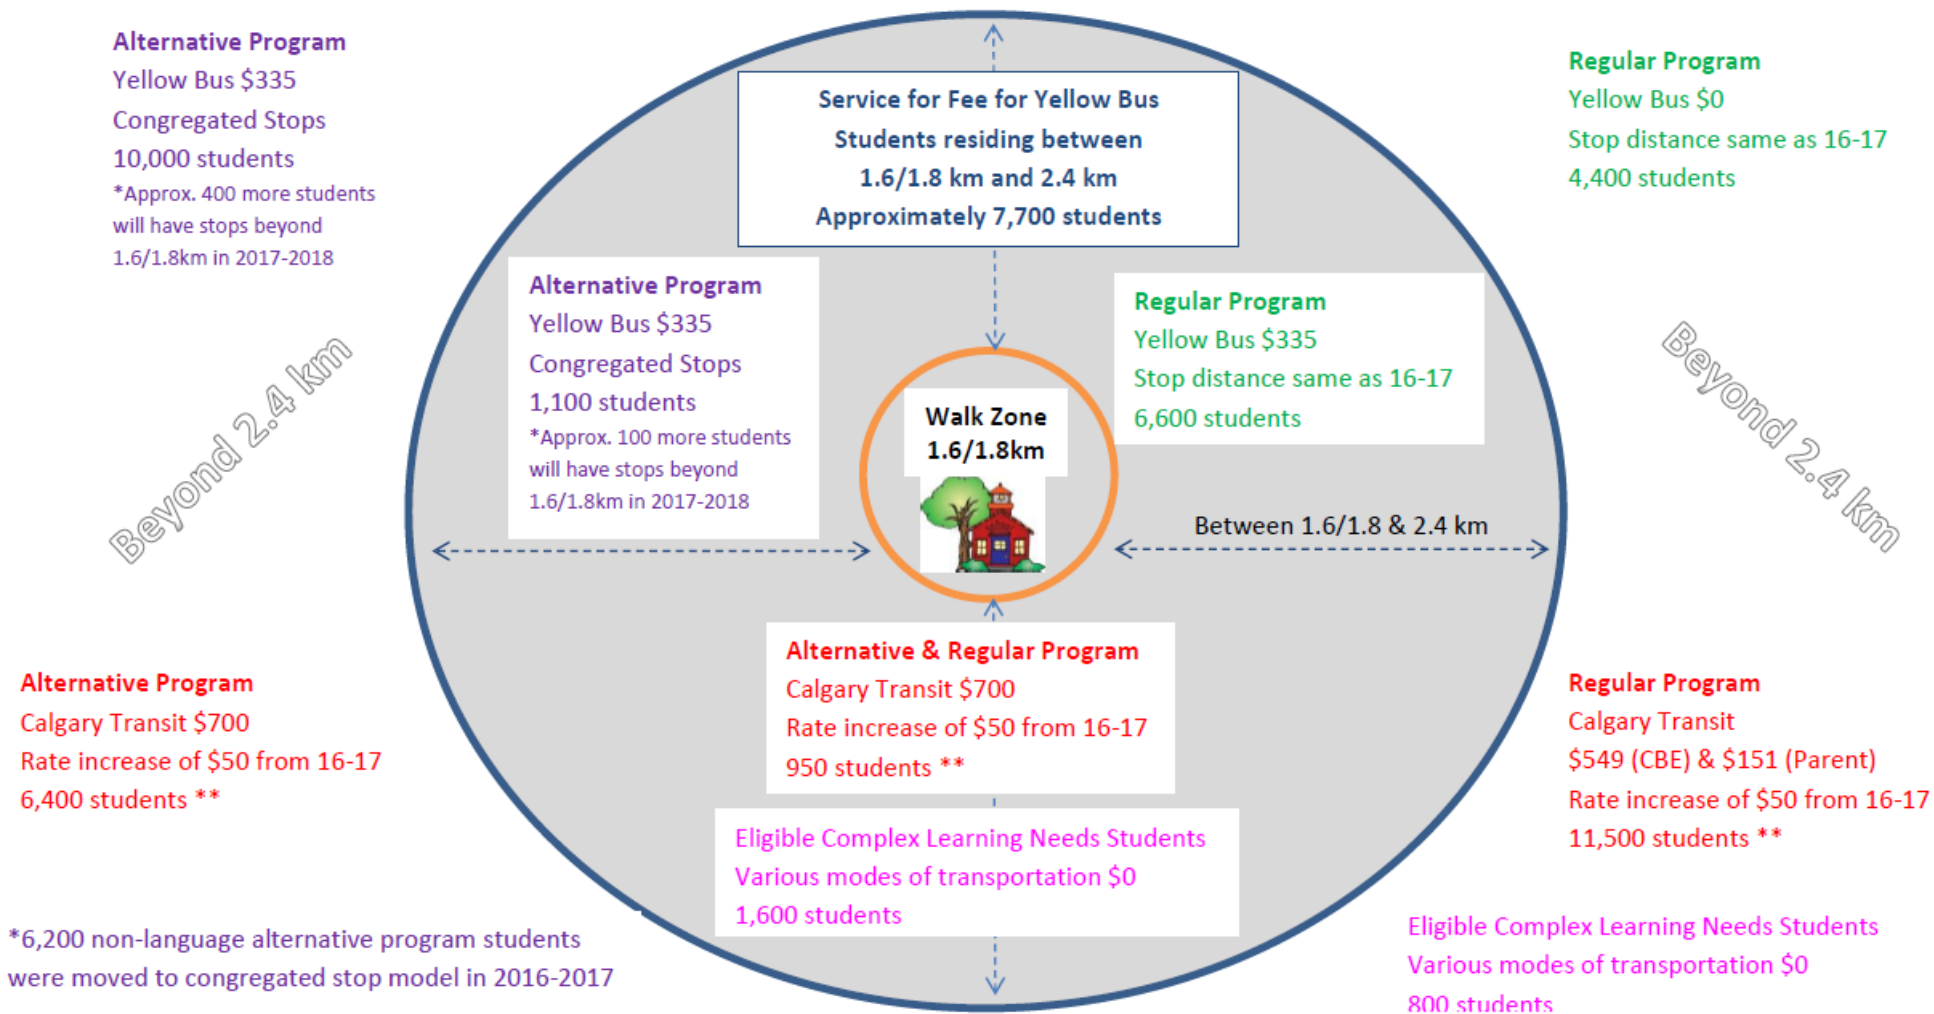 Alternative Program
Yellow Bus $335
Congregated Stops
10,000 students
*Approx. 400 more students
will have stops beyond
1.6/1.8km in 2017-2018
Service for Fee for Yellow Bus
Students residing between
1.6/1.8 km and 2.4 km
Approximately 7,700 students
Regular Program
Yellow Bus $0
Stop distance same as 16-17
4,400 students
Alternative Program
Yellow Bus $335
Congregated Stops
1,100 students
*Approx. 100 more students
will have stops beyond
1.6/1.8km in 2017-2018
Regular Program
Yellow Bus $335
Stop distance same as 16-17
6,600 students
Beyond 2.4 km
Walk Zone
1.6/1.8km
Beyond 2.4 km
Between 1.6/1.8 & 2.4 km
Alternative Program
Calgary Transit $700
Rate increase of $50 from 16-17
6,400 students **
Alternative & Regular Program
Calgary Transit $700
Rate increase of $50 from 16-17
950 students **
Regular Program
Calgary Transit
$549 (CBE) & $151 (Parent)
Rate increase of $50 from 16-17
11,500 students **
Eligible Complex Learning Needs Students
Various modes of transportation $0
1,600 students
*6,200 non-language alternative program students
were moved to congregated stop model in 2016-2017
Eligible Complex Learning Needs Students
Various modes of transportation $0
800 students